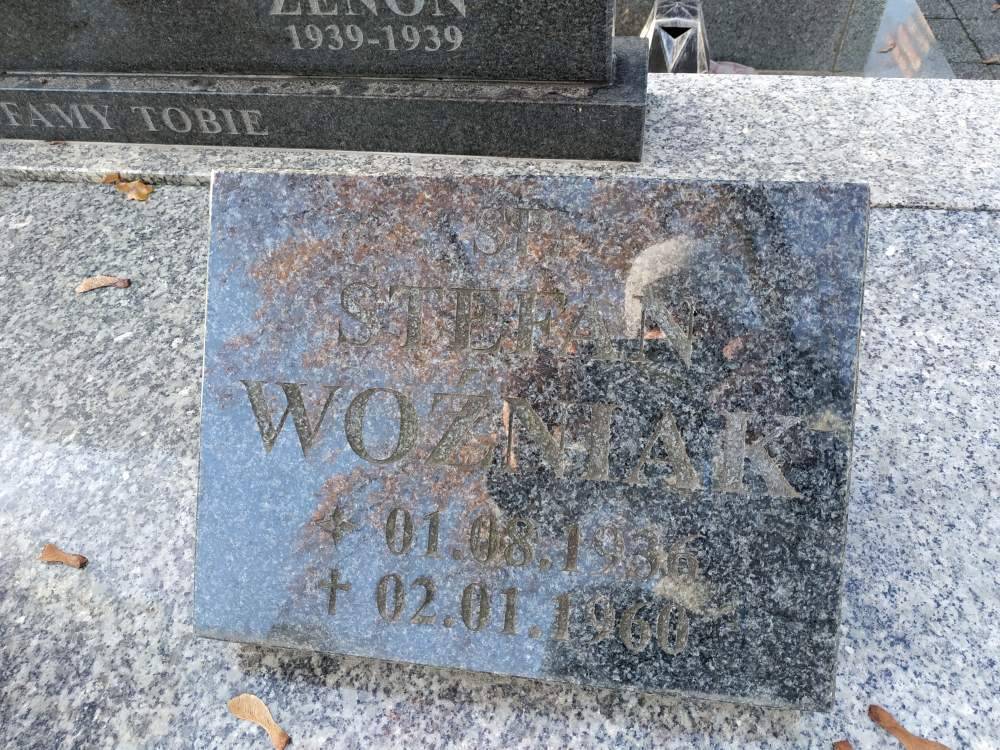 ZENON
1939-1939
FAMY TOBIE
ŚP.
STEFAN
WOŹNIAK
* 01.08.1936
† 02.01.1960